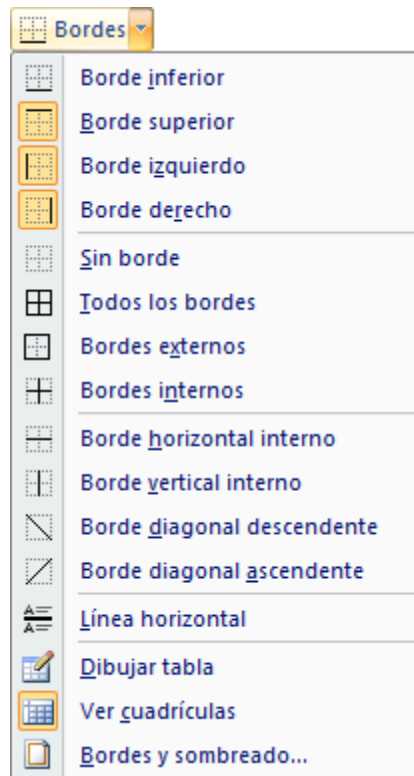 Bordes
Borde inferior
Borde superior
Borde izquierdo
Borde derecho
Sin borde
Todos los bordes
Bordes externos
Bordes internos
Borde horizontal interno
Borde vertical interno
Borde diagonal descendente
Borde diagonal ascendente
Línea horizontal
Dibujar tabla
Ver cuadrículas
Bordes y sombreado...